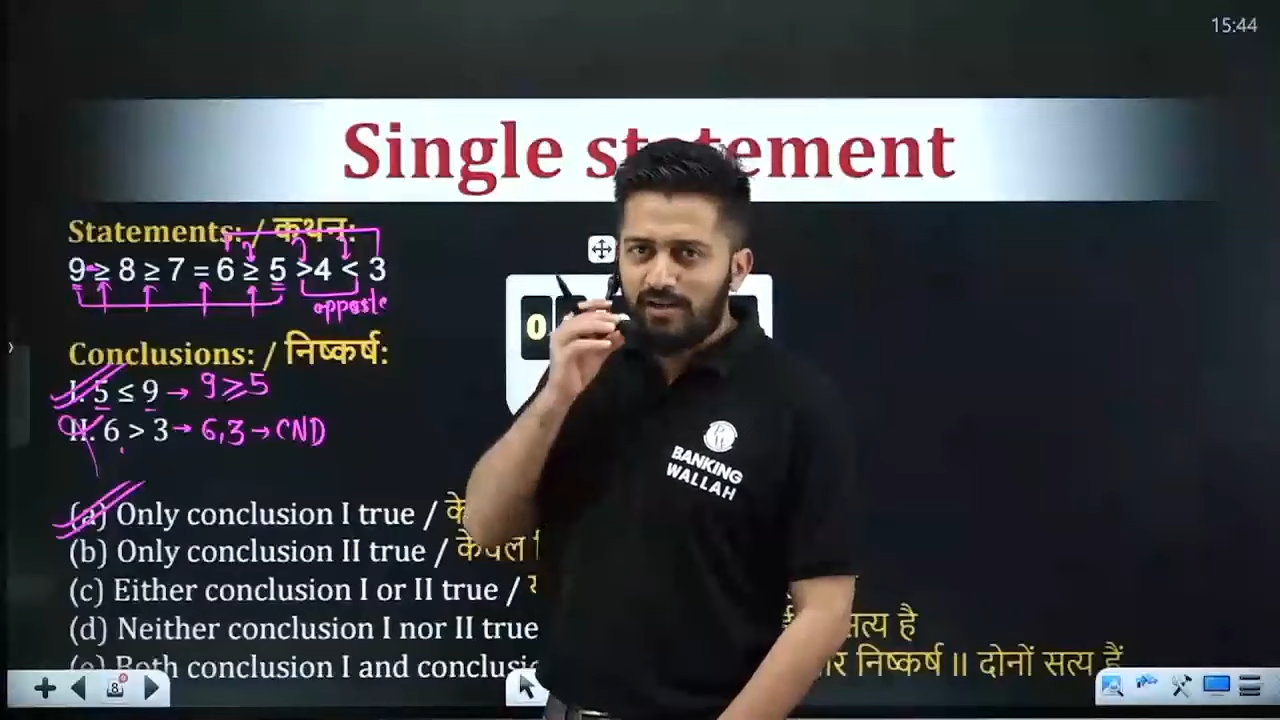 15:44
Single st tement
Statements: / कथन:
9 ≥ 8 ≥ 7 = 6 ≥ 5 >4 < 3
opposite
Conclusions: / निष्कर्ष:
I. 5 ≤ 9 → 9 ≥ 5
II. 6 > 3 → 6,3 → CND
0
BANKING
WALLAH
(a) Only conclusion I true / के
(b) Only conclusion II true / केवल
(c) Either conclusion I or II true /
(d) Neither conclusion I nor II true सत्य है
(e) Both conclusion I and conclusi निष्कर्ष II दोनों सत्य हैं
8